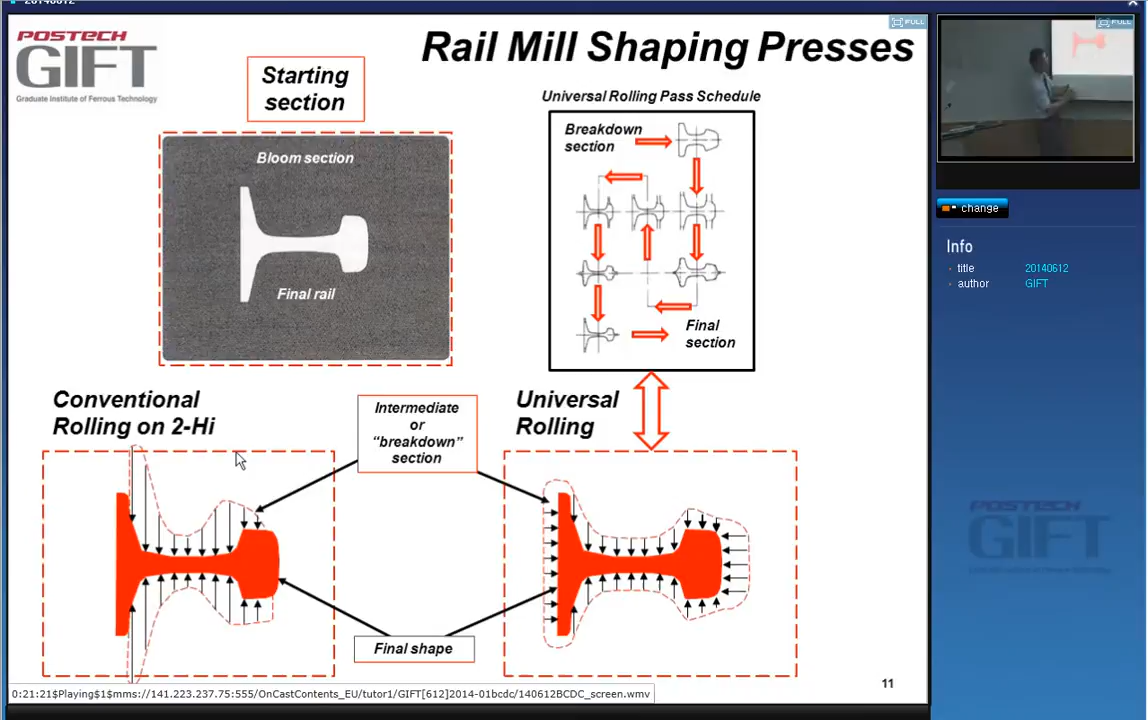 20140612
POSTECH
GIFT
Graduate Institute of Ferrous Technology
Rail Mill Shaping Presses
FULL
Starting
section
Bloom section
Final rail
Universal Rolling Pass Schedule
Breakdown
section
Final
section
Conventional
Rolling on 2-Hi
Intermediate
or
“breakdown”
section
Universal
Rolling
Final shape
11
0:21:21$Playing$1$mms://141.223.237.75:555/OnCastContents_EU/tutor1/GIFT[612]2014-01bcdc/140612BCDC_screen.wmv
FULL
change
Info
title 20140612
author GIFT
POSTECH
GIFT